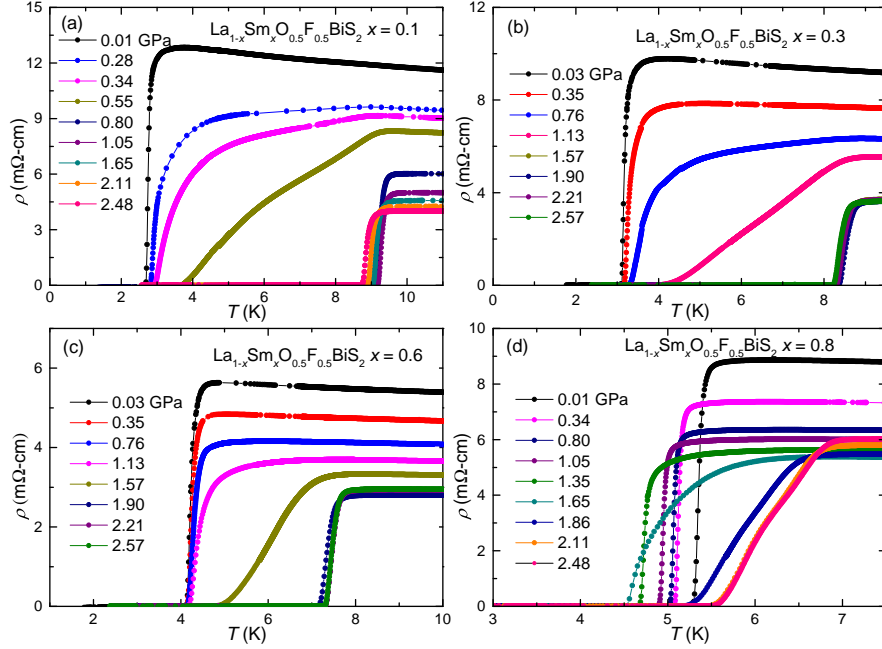 (a)
La1-xSmxO0.5F0.5BiS2 x = 0.1
0.01 GPa
0.28
0.34
0.55
0.80
1.05
1.65
2.11
2.48
15
12
9
6
3
0
ρ (mΩ-cm)
0 2 4 6 8 10
T (K)
(b)
La1-xSmxO0.5F0.5BiS2 x = 0.3
0.03 GPa
0.35
0.76
1.13
1.57
1.90
2.21
2.57
12
9
6
3
0
ρ (mΩ-cm)
0 2 4 6 8
T (K)
(c)
La1-xSmxO0.5F0.5BiS2 x = 0.6
0.03 GPa
0.35
0.76
1.13
1.57
1.90
2.21
2.57
6
4
2
0
ρ (mΩ-cm)
2 4 6 8 10
T (K)
(d)
La1-xSmxO0.5F0.5BiS2 x = 0.8
0.01 GPa
0.34
0.80
1.05
1.35
1.65
1.86
2.11
2.48
10
8
6
4
2
0
ρ (mΩ-cm)
3 4 5 6 7
T (K)